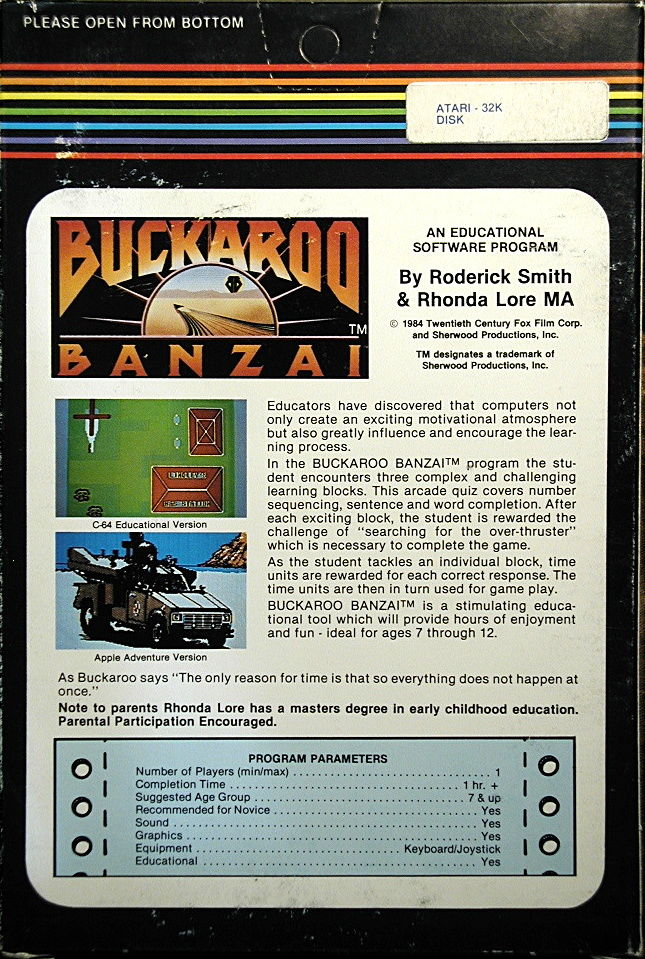 PLEASE OPEN FROM BOTTOM
ATARI - 32K
DISK
BUCKAROO
TM
BANZAI
AN EDUCATIONAL
SOFTWARE PROGRAM
By Roderick Smith
& Rhonda Lore MA
© 1984 Twentieth Century Fox Film Corp.
and Sherwood Productions, Inc.
TM designates a trademark of
Sherwood Productions, Inc.
C-64 Educational Version
Apple Adventure Version
Educators have discovered that computers not
only create an exciting motivational atmosphere
but also greatly influence and encourage the lear-
ning process.
In the BUCKAROO BANZAI™ program the stu-
dent encounters three complex and challenging
learning blocks. This arcade quiz covers number
sequencing, sentence and word completion. After
each exciting block, the student is rewarded the
challenge of "searching for the over-thruster"
which is necessary to complete the game.
As the student tackles an individual block, time
units are rewarded for each correct response. The
time units are then in turn used for game play.
BUCKAROO BANZAI™ is a stimulating educa-
tional tool which will provide hours of enjoyment
and fun - ideal for ages 7 through 12.
As Buckaroo says "The only reason for time is that so everything does not happen at
once."
Note to parents Rhonda Lore has a masters degree in early childhood education.
Parental Participation Encouraged.
PROGRAM PARAMETERS
Number of Players (min/max) ........ 1
Completion Time ........ 1 hr. +
Suggested Age Group ........ 7 & up
Recommended for Novice ........ Yes
Sound ........ Yes
Graphics ........ Yes
Equipment ........ Keyboard/Joystick
Educational ........ Yes